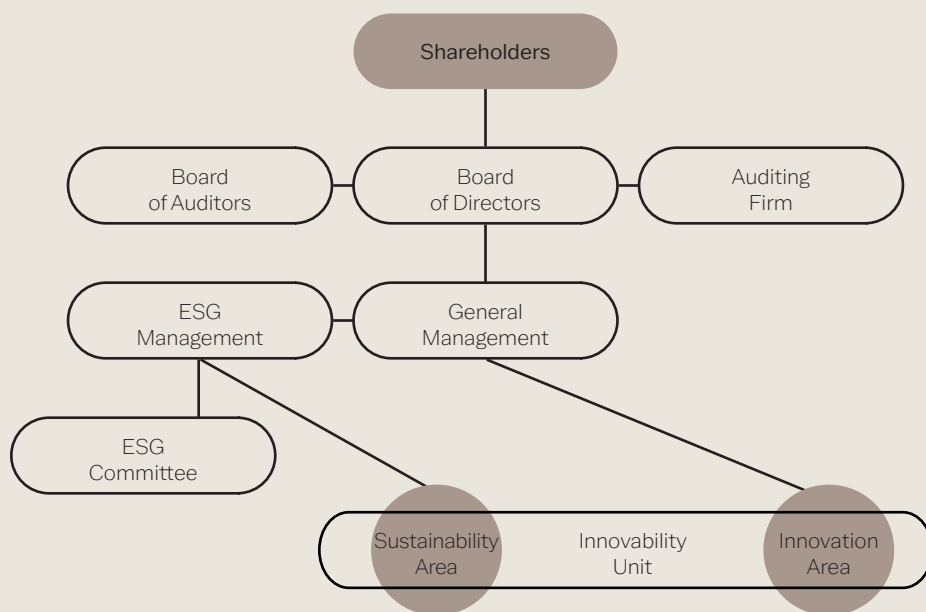 Shareholders
Board
of Auditors
Board
of Directors
Auditing
Firm
ESG
Management
General
Management
ESG
Committee
Sustainability
Area
Innovability
Unit
Innovation
Area